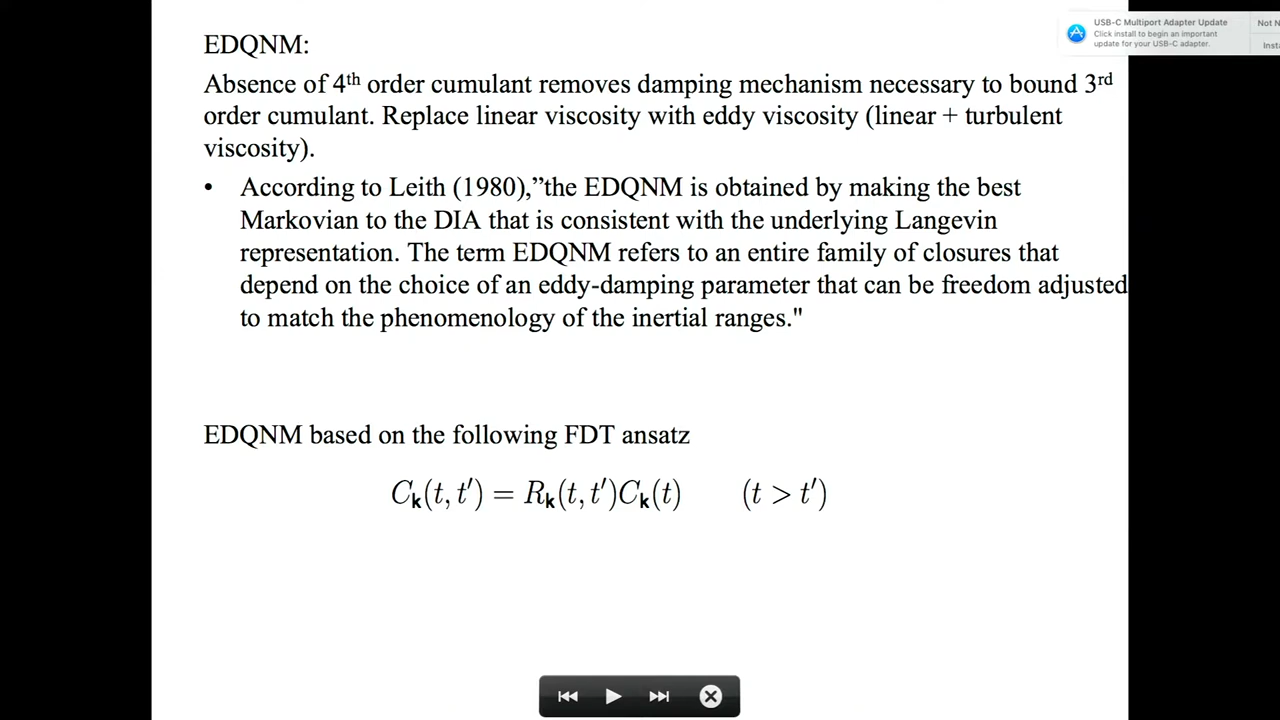 EDQNM:
USB-C Multiport Adapter Update
Click install to begin an important
update for your USB-C adapter.
Not N
Inst
Absence of 4th order cumulant removes damping mechanism necessary to bound 3rd
order cumulant. Replace linear viscosity with eddy viscosity (linear + turbulent
viscosity).
• According to Leith (1980),”the EDQNM is obtained by making the best
Markovian to the DIA that is consistent with the underlying Langevin
representation. The term EDQNM refers to an entire family of closures that
depend on the choice of an eddy-damping parameter that can be freedom adjusted
to match the phenomenology of the inertial ranges."
EDQNM based on the following FDT ansatz
C_k(t, t′) = R_k(t, t′)C_k(t) (t > t′)